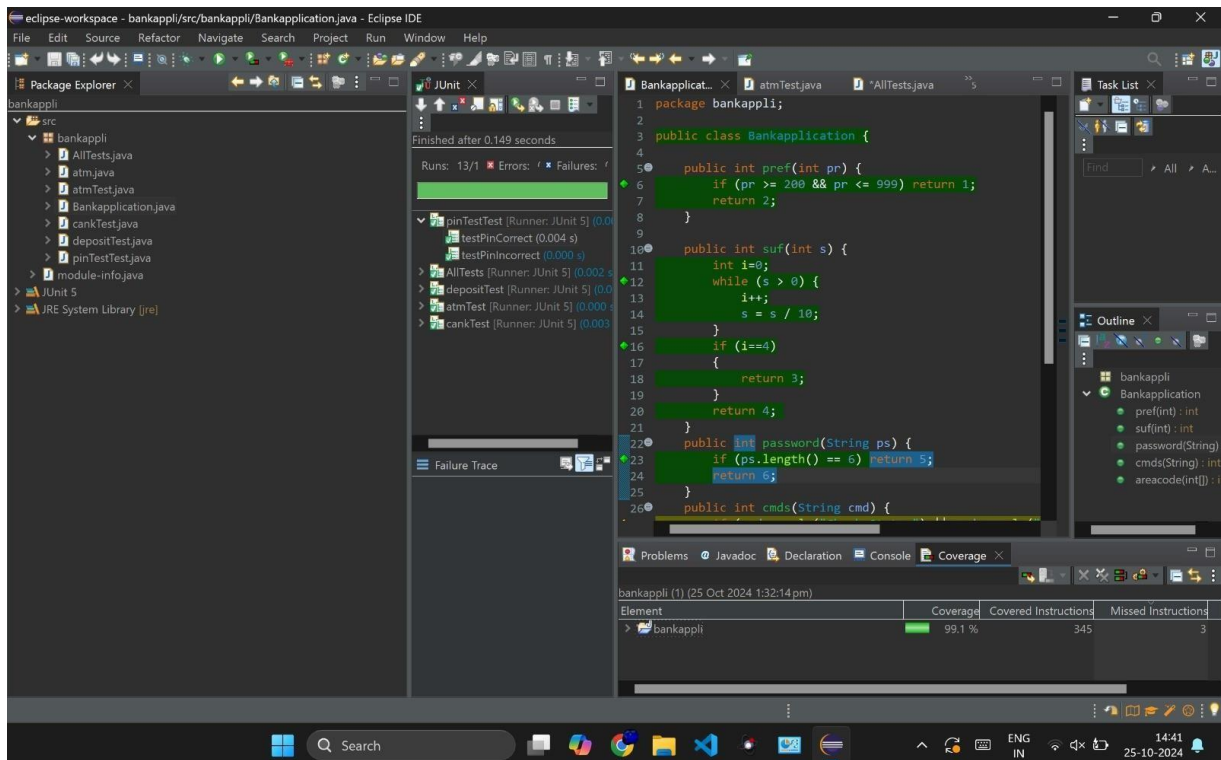 eclipse-workspace - bankappli/src/bankappli/Bankapplication.java - Eclipse IDE
File Edit Source Refactor Navigate Search Project Run Window Help
Package Explorer
bankappli
src
bankappli
AllTests.java
atm.java
atmTest.java
Bankapplication.java
cankTest.java
depositTest.java
pinTestTest.java
module-info.java
JUnit 5
JRE System Library [jre]
JUnit
Finished after 0.149 seconds
Runs: 13/1 Errors: Failures:
pinTestTest [Runner: JUnit 5] (0.00
testPinCorrect (0.004 s)
testPinIncorrect (0.000 s)
AllTests [Runner: JUnit 5] (0.002 s
depositTest [Runner: JUnit 5] (0.0
atmTest [Runner: JUnit 5] (0.000 s
cankTest [Runner: JUnit 5] (0.003
Failure Trace
Bankapplicat... atmTest.java *AllTests.java 5
1 package bankappli;
2
3 public class Bankapplication {
4
5 public int pref(int pr) {
6 if (pr >= 200 && pr <= 999) return 1;
7 return 2;
8 }
9
10 public int suf(int s) {
11 int i=0;
12 while (s > 0) {
13 i++;
14 s = s / 10;
15 }
16 if (i==4)
17 {
18 return 3;
19 }
20 return 4;
21 }
22 public int password(String ps) {
23 if (ps.length() == 6) return 5;
24 return 6;
25 }
26 public int cmds(String cmd) {
Task List
Find All A...
Outline
bankappli
Bankapplication
pref(int) : int
suf(int) : int
password(String)
cmds(String) : int
areacode(int[]) : i
Problems Javadoc Declaration Console Coverage
bankappli (1) (25 Oct 2024 1:32:14 pm)
Element Coverage Covered Instructions Missed Instructions
bankappli 99.1 % 345 3
Search
ENG
IN
14:41
25-10-2024